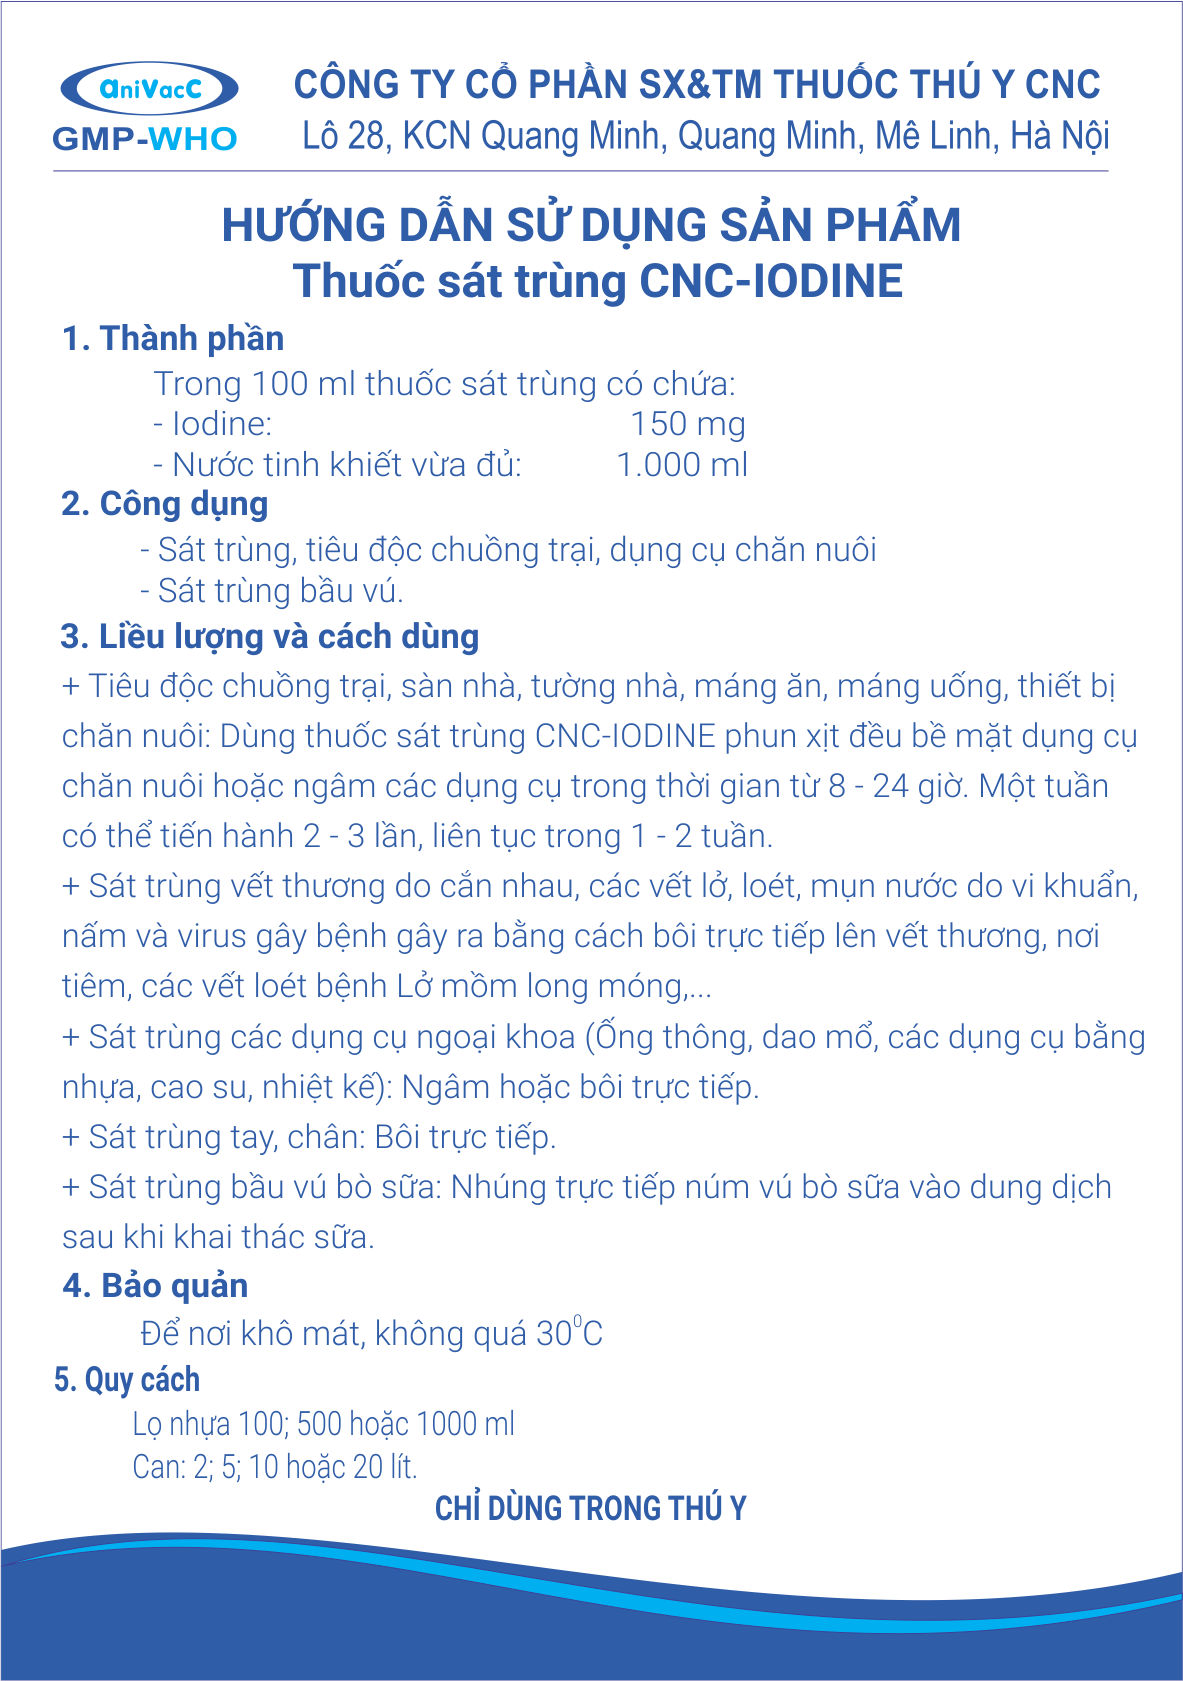 aniVacC
GMP-WHO
CÔNG TY CỔ PHẦN SX&TM THUỐC THÚ Y CNC
Lô 28, KCN Quang Minh, Quang Minh, Mê Linh, Hà Nội
HƯỚNG DẪN SỬ DỤNG SẢN PHẨM
Thuốc sát trùng CNC-IODINE
1. Thành phần
Trong 100 ml thuốc sát trùng có chứa:
- Iodine: 150 mg
- Nước tinh khiết vừa đủ: 1.000 ml
2. Công dụng
- Sát trùng, tiêu độc chuồng trại, dụng cụ chăn nuôi
- Sát trùng bầu vú.
3. Liều lượng và cách dùng
+ Tiêu độc chuồng trại, sàn nhà, tường nhà, máng ăn, máng uống, thiết bị
chăn nuôi: Dùng thuốc sát trùng CNC-IODINE phun xịt đều bề mặt dụng cụ
chăn nuôi hoặc ngâm các dụng cụ trong thời gian từ 8 - 24 giờ. Một tuần
có thể tiến hành 2 - 3 lần, liên tục trong 1 - 2 tuần.
+ Sát trùng vết thương do cắn nhau, các vết lở, loét, mụn nước do vi khuẩn,
nấm và virus gây bệnh gây ra bằng cách bôi trực tiếp lên vết thương, nơi
tiêm, các vết loét bệnh Lở mồm long móng,...
+ Sát trùng các dụng cụ ngoại khoa (Ống thông, dao mổ, các dụng cụ bằng
nhựa, cao su, nhiệt kế): Ngâm hoặc bôi trực tiếp.
+ Sát trùng tay, chân: Bôi trực tiếp.
+ Sát trùng bầu vú bò sữa: Nhúng trực tiếp núm vú bò sữa vào dung dịch
sau khi khai thác sữa.
4. Bảo quản
Để nơi khô mát, không quá 30⁰C
5. Quy cách
Lọ nhựa 100; 500 hoặc 1000 ml
Can: 2; 5; 10 hoặc 20 lít.
CHỈ DÙNG TRONG THÚ Y